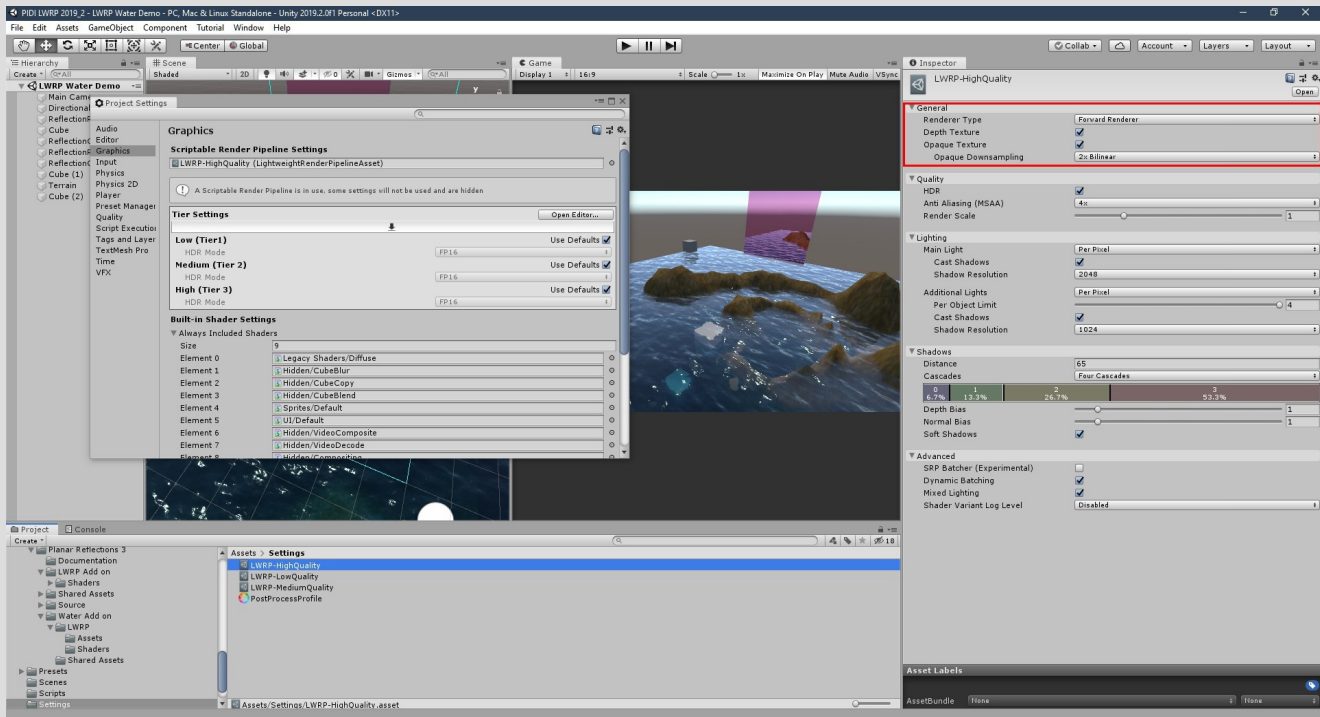 PIDI LWRP 2019_2 - LWRP Water Demo - PC, Mac & Linux Standalone - Unity 2019.2.0f1 Personal <DX11>
File Edit Assets GameObject Component Tutorial Window Help
Center Global
Collab Account Layers Layout
Hierarchy
Create All
LWRP Water Demo
Main Came
Directional
ReflectionP
Cube
Reflection
Reflection
Reflection
Cube (1)
Terrain
Cube (2)
Scene
Shaded 2D 0 Gizmos All
y
Game
Display 1 16:9 Scale 1x Maximize On Play Mute Audio VSync
Project Settings
Audio
Editor
Graphics
Input
Physics
Physics 2D
Player
Preset Manager
Quality
Script Execution
Tags and Layer
TextMesh Pro
Time
VFX
Graphics
Scriptable Render Pipeline Settings
LWRP-HighQuality (LightweightRenderPipelineAsset)
A Scriptable Render Pipeline is in use, some settings will not be used and are hidden
Tier Settings Open Editor...
Low (Tier1) Use Defaults
HDR Mode FP16
Medium (Tier 2) Use Defaults
HDR Mode FP16
High (Tier 3) Use Defaults
HDR Mode FP16
Built-in Shader Settings
Always Included Shaders
Size 9
Element 0 Legacy Shaders/Diffuse
Element 1 Hidden/CubeBlur
Element 2 Hidden/CubeCopy
Element 3 Hidden/CubeBlend
Element 4 Sprites/Default
Element 5 UI/Default
Element 6 Hidden/VideoComposite
Element 7 Hidden/VideoDecode
Element 8 Hidden/Compositing
Inspector
LWRP-HighQuality
Open
General
Renderer Type Forward Renderer
Depth Texture
Opaque Texture
Opaque Downsampling 2x Bilinear
Quality
HDR
Anti Aliasing (MSAA) 4x
Render Scale 1
Lighting
Main Light Per Pixel
Cast Shadows
Shadow Resolution 2048
Additional Lights Per Pixel
Per Object Limit 4
Cast Shadows
Shadow Resolution 1024
Shadows
Distance 65
Cascades Four Cascades
0 1 2 3
6.7% 13.3% 26.7% 53.3%
Depth Bias 1
Normal Bias 1
Soft Shadows
Advanced
SRP Batcher (Experimental)
Dynamic Batching
Mixed Lighting
Shader Variant Log Level Disabled
Project Console
Create 18
Planar Reflections 3
Documentation
LWRP Add on
Shaders
Shared Assets
Source
Water Add on
LWRP
Assets
Shaders
Shared Assets
Presets
Scenes
Scripts
Settings
Assets > Settings
LWRP-HighQuality
LWRP-LowQuality
LWRP-MediumQuality
PostProcessProfile
Assets/Settings/LWRP-HighQuality.asset
Asset Labels
AssetBundle None None